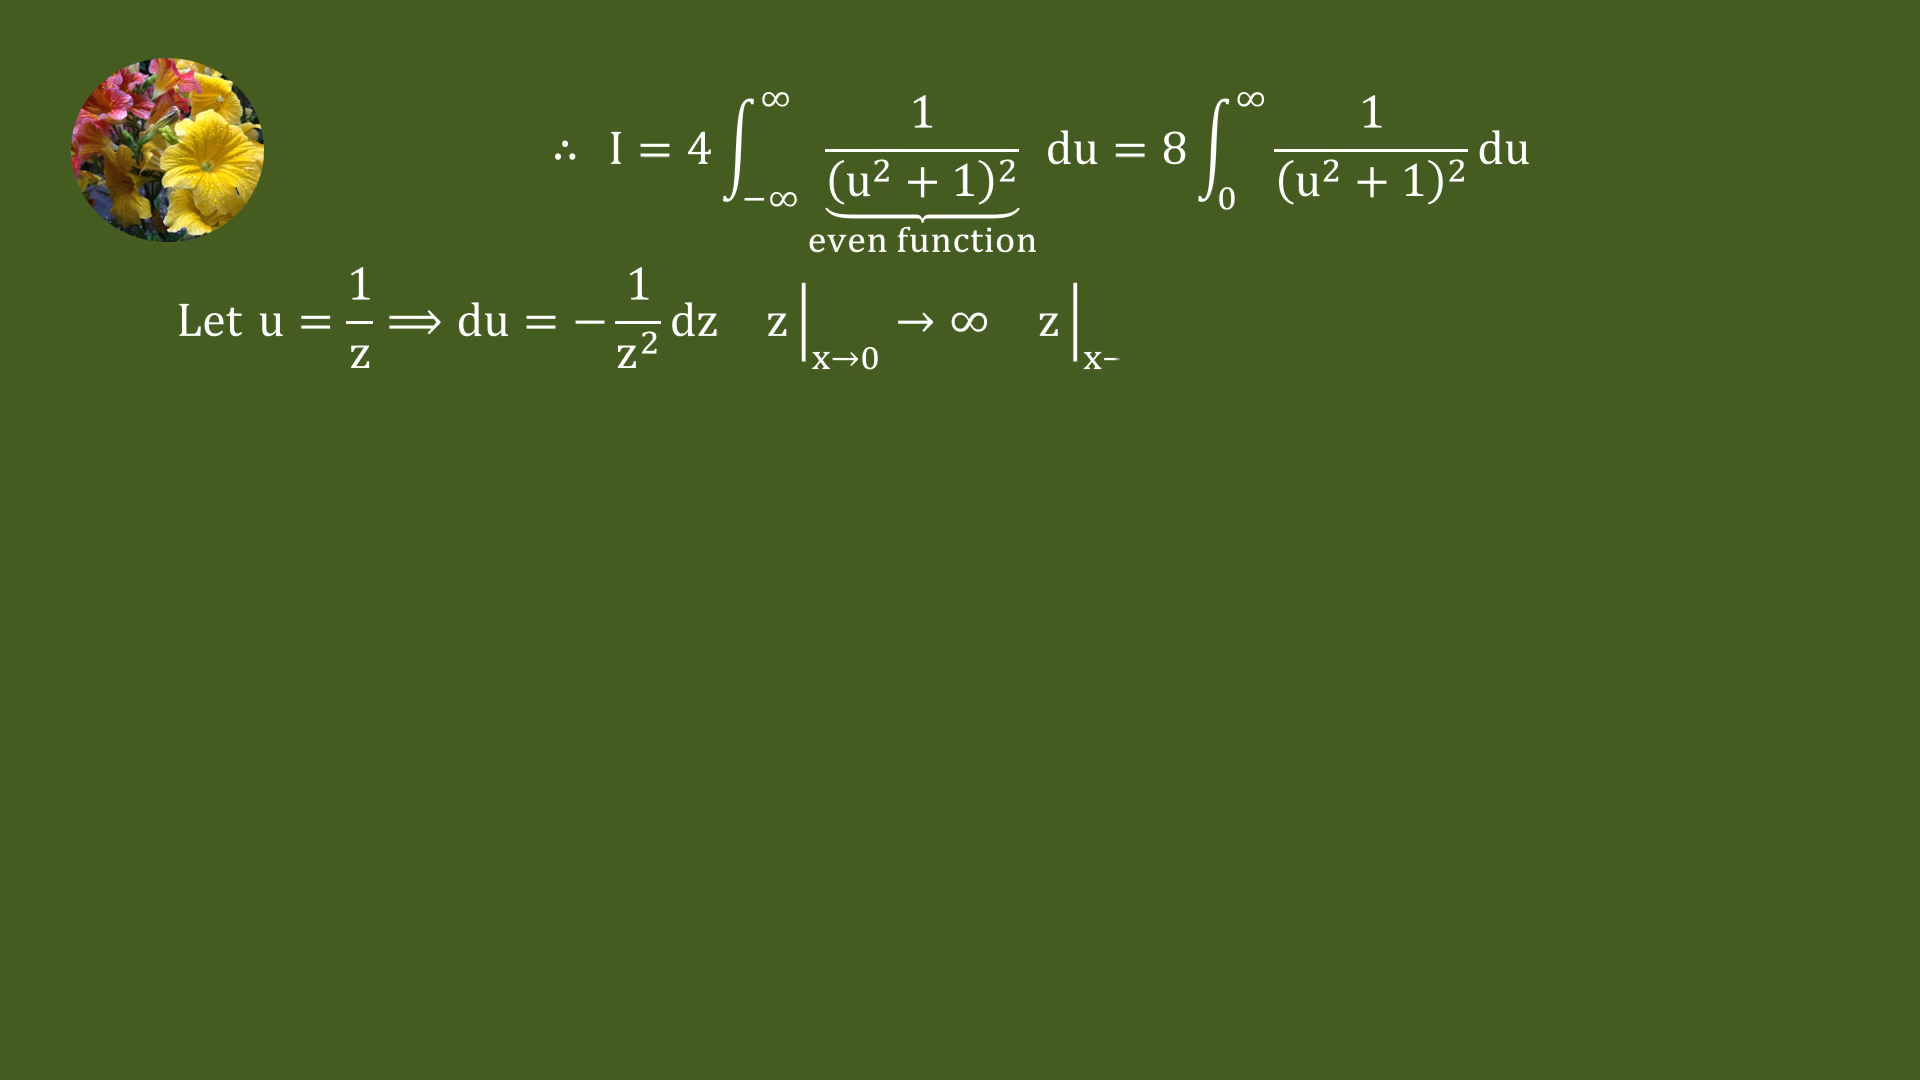 ∴ I = 4 ∫_{−∞}^{∞} 1/(u² + 1)² du = 8 ∫_{0}^{∞} 1/(u² + 1)² du
even function
Let u = 1/z ⟹ du = − 1/z² dz z|_{x→0} → ∞ z|_{x−